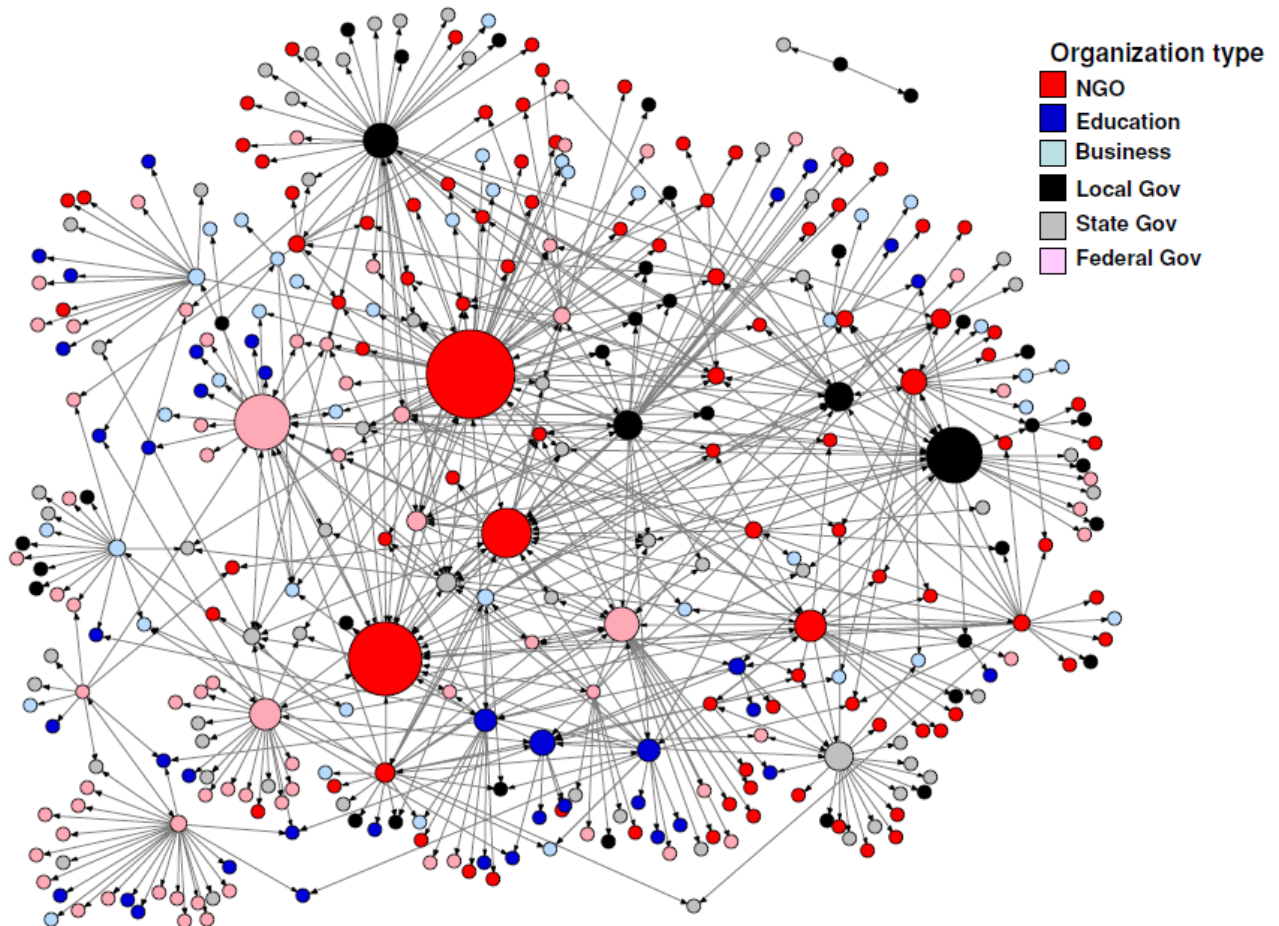 Organization type
NGO
Education
Business
Local Gov
State Gov
Federal Gov